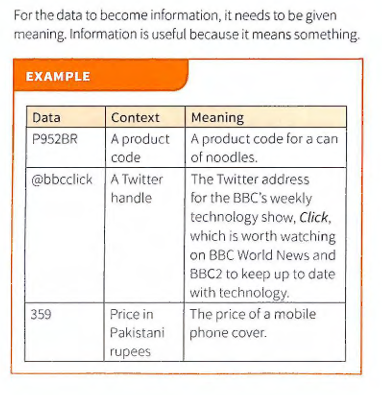 For the data to become information, it needs to be given
meaning. Information is useful because it means something.
EXAMPLE
Data Context Meaning
P952BR A product A product code for a can
code of noodles.
@bbcclick A Twitter The Twitter address
handle for the BBC's weekly
technology show, Click,
which is worth watching
on BBC World News and
BBC2 to keep up to date
with technology.
359 Price in The price of a mobile
Pakistani phone cover.
rupees